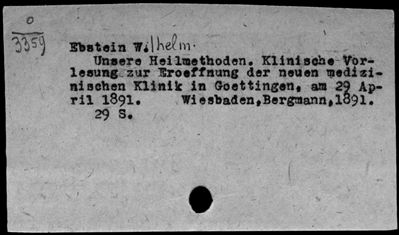 0
3359
Ebstein Wilhelm.
Unsere Heilmethoden. Klinische Vor-
lesung zur Eroeffnung der neuen medizi-
nischen Klinik in Goettingen, am 29 Ap-
ril 1891. Wiesbaden,Bergmann,1891.
29 S.